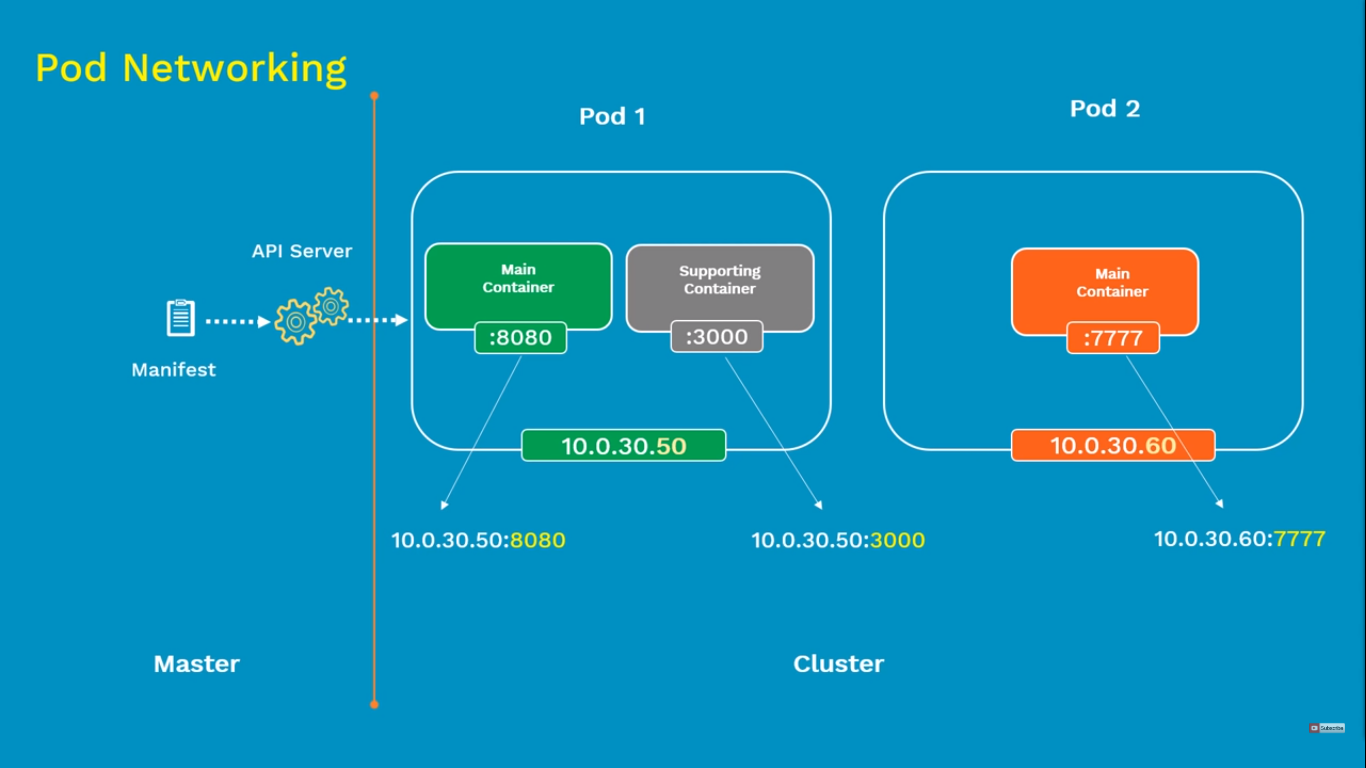 Pod Networking
Pod 1
Pod 2
API Server
Manifest
Main
Container
:8080
Supporting
Container
:3000
10.0.30.50
Main
Container
:7777
10.0.30.60
10.0.30.50:8080
10.0.30.50:3000
10.0.30.60:7777
Master
Cluster
Subscribe